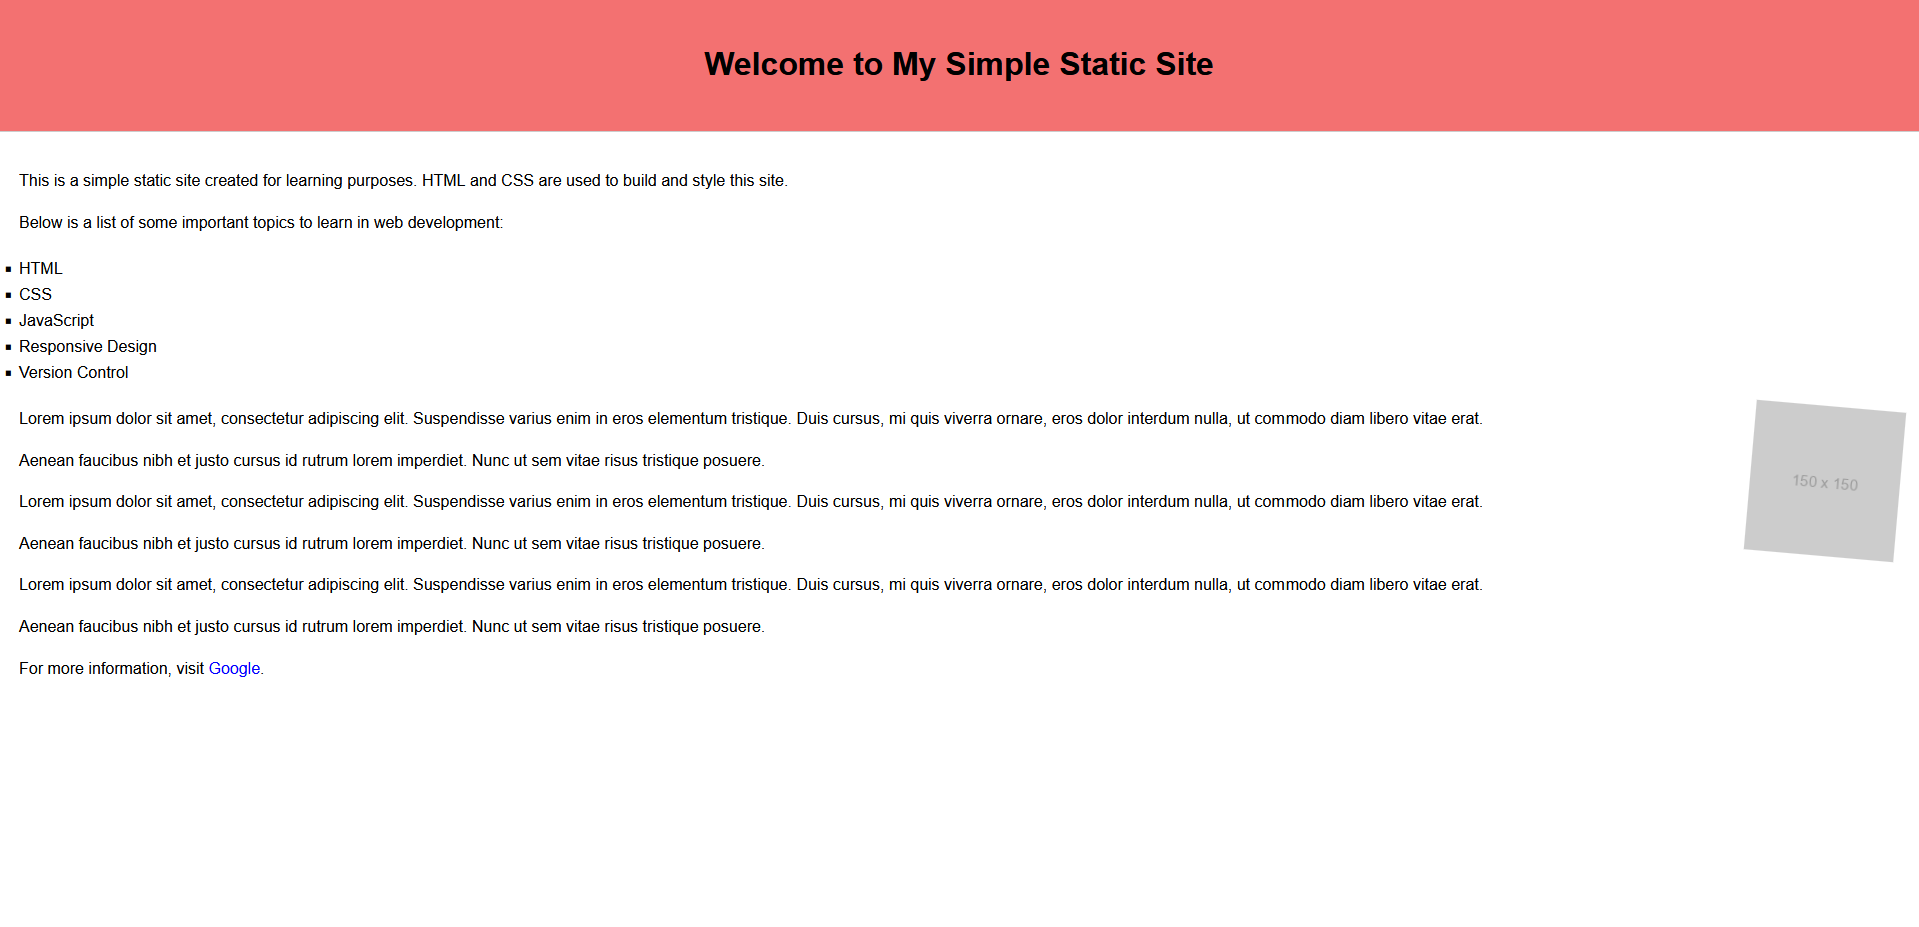 Welcome to My Simple Static Site
This is a simple static site created for learning purposes. HTML and CSS are used to build and style this site.
Below is a list of some important topics to learn in web development:
HTML
CSS
JavaScript
Responsive Design
Version Control
Lorem ipsum dolor sit amet, consectetur adipiscing elit. Suspendisse varius enim in eros elementum tristique. Duis cursus, mi quis viverra ornare, eros dolor interdum nulla, ut commodo diam libero vitae erat.
Aenean faucibus nibh et justo cursus id rutrum lorem imperdiet. Nunc ut sem vitae risus tristique posuere.
150 x 150
Lorem ipsum dolor sit amet, consectetur adipiscing elit. Suspendisse varius enim in eros elementum tristique. Duis cursus, mi quis viverra ornare, eros dolor interdum nulla, ut commodo diam libero vitae erat.
Aenean faucibus nibh et justo cursus id rutrum lorem imperdiet. Nunc ut sem vitae risus tristique posuere.
Lorem ipsum dolor sit amet, consectetur adipiscing elit. Suspendisse varius enim in eros elementum tristique. Duis cursus, mi quis viverra ornare, eros dolor interdum nulla, ut commodo diam libero vitae erat.
Aenean faucibus nibh et justo cursus id rutrum lorem imperdiet. Nunc ut sem vitae risus tristique posuere.
For more information, visit Google.